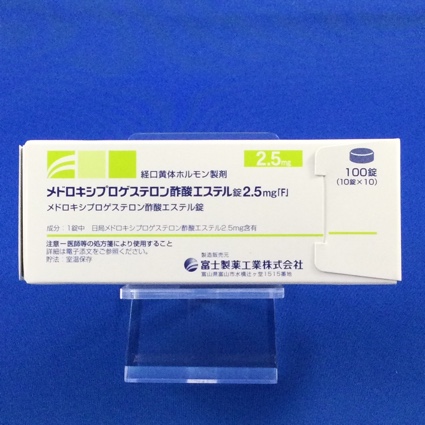 経口黄体ホルモン製剤
2.5mg
メドロキシプロゲステロン酢酸エステル錠2.5mg「F」
メドロキシプロゲステロン酢酸エステル錠
100錠
(10錠×10)
成分:1錠中 日局メドロキシプロゲステロン酢酸エステル2.5mg含有
注意－医師等の処方箋により使用すること
詳細は電子添文をご参照ください。
貯法:室温保存
製造販売元
富士製薬工業株式会社
富山県富山市水橋辻ヶ堂1515番地